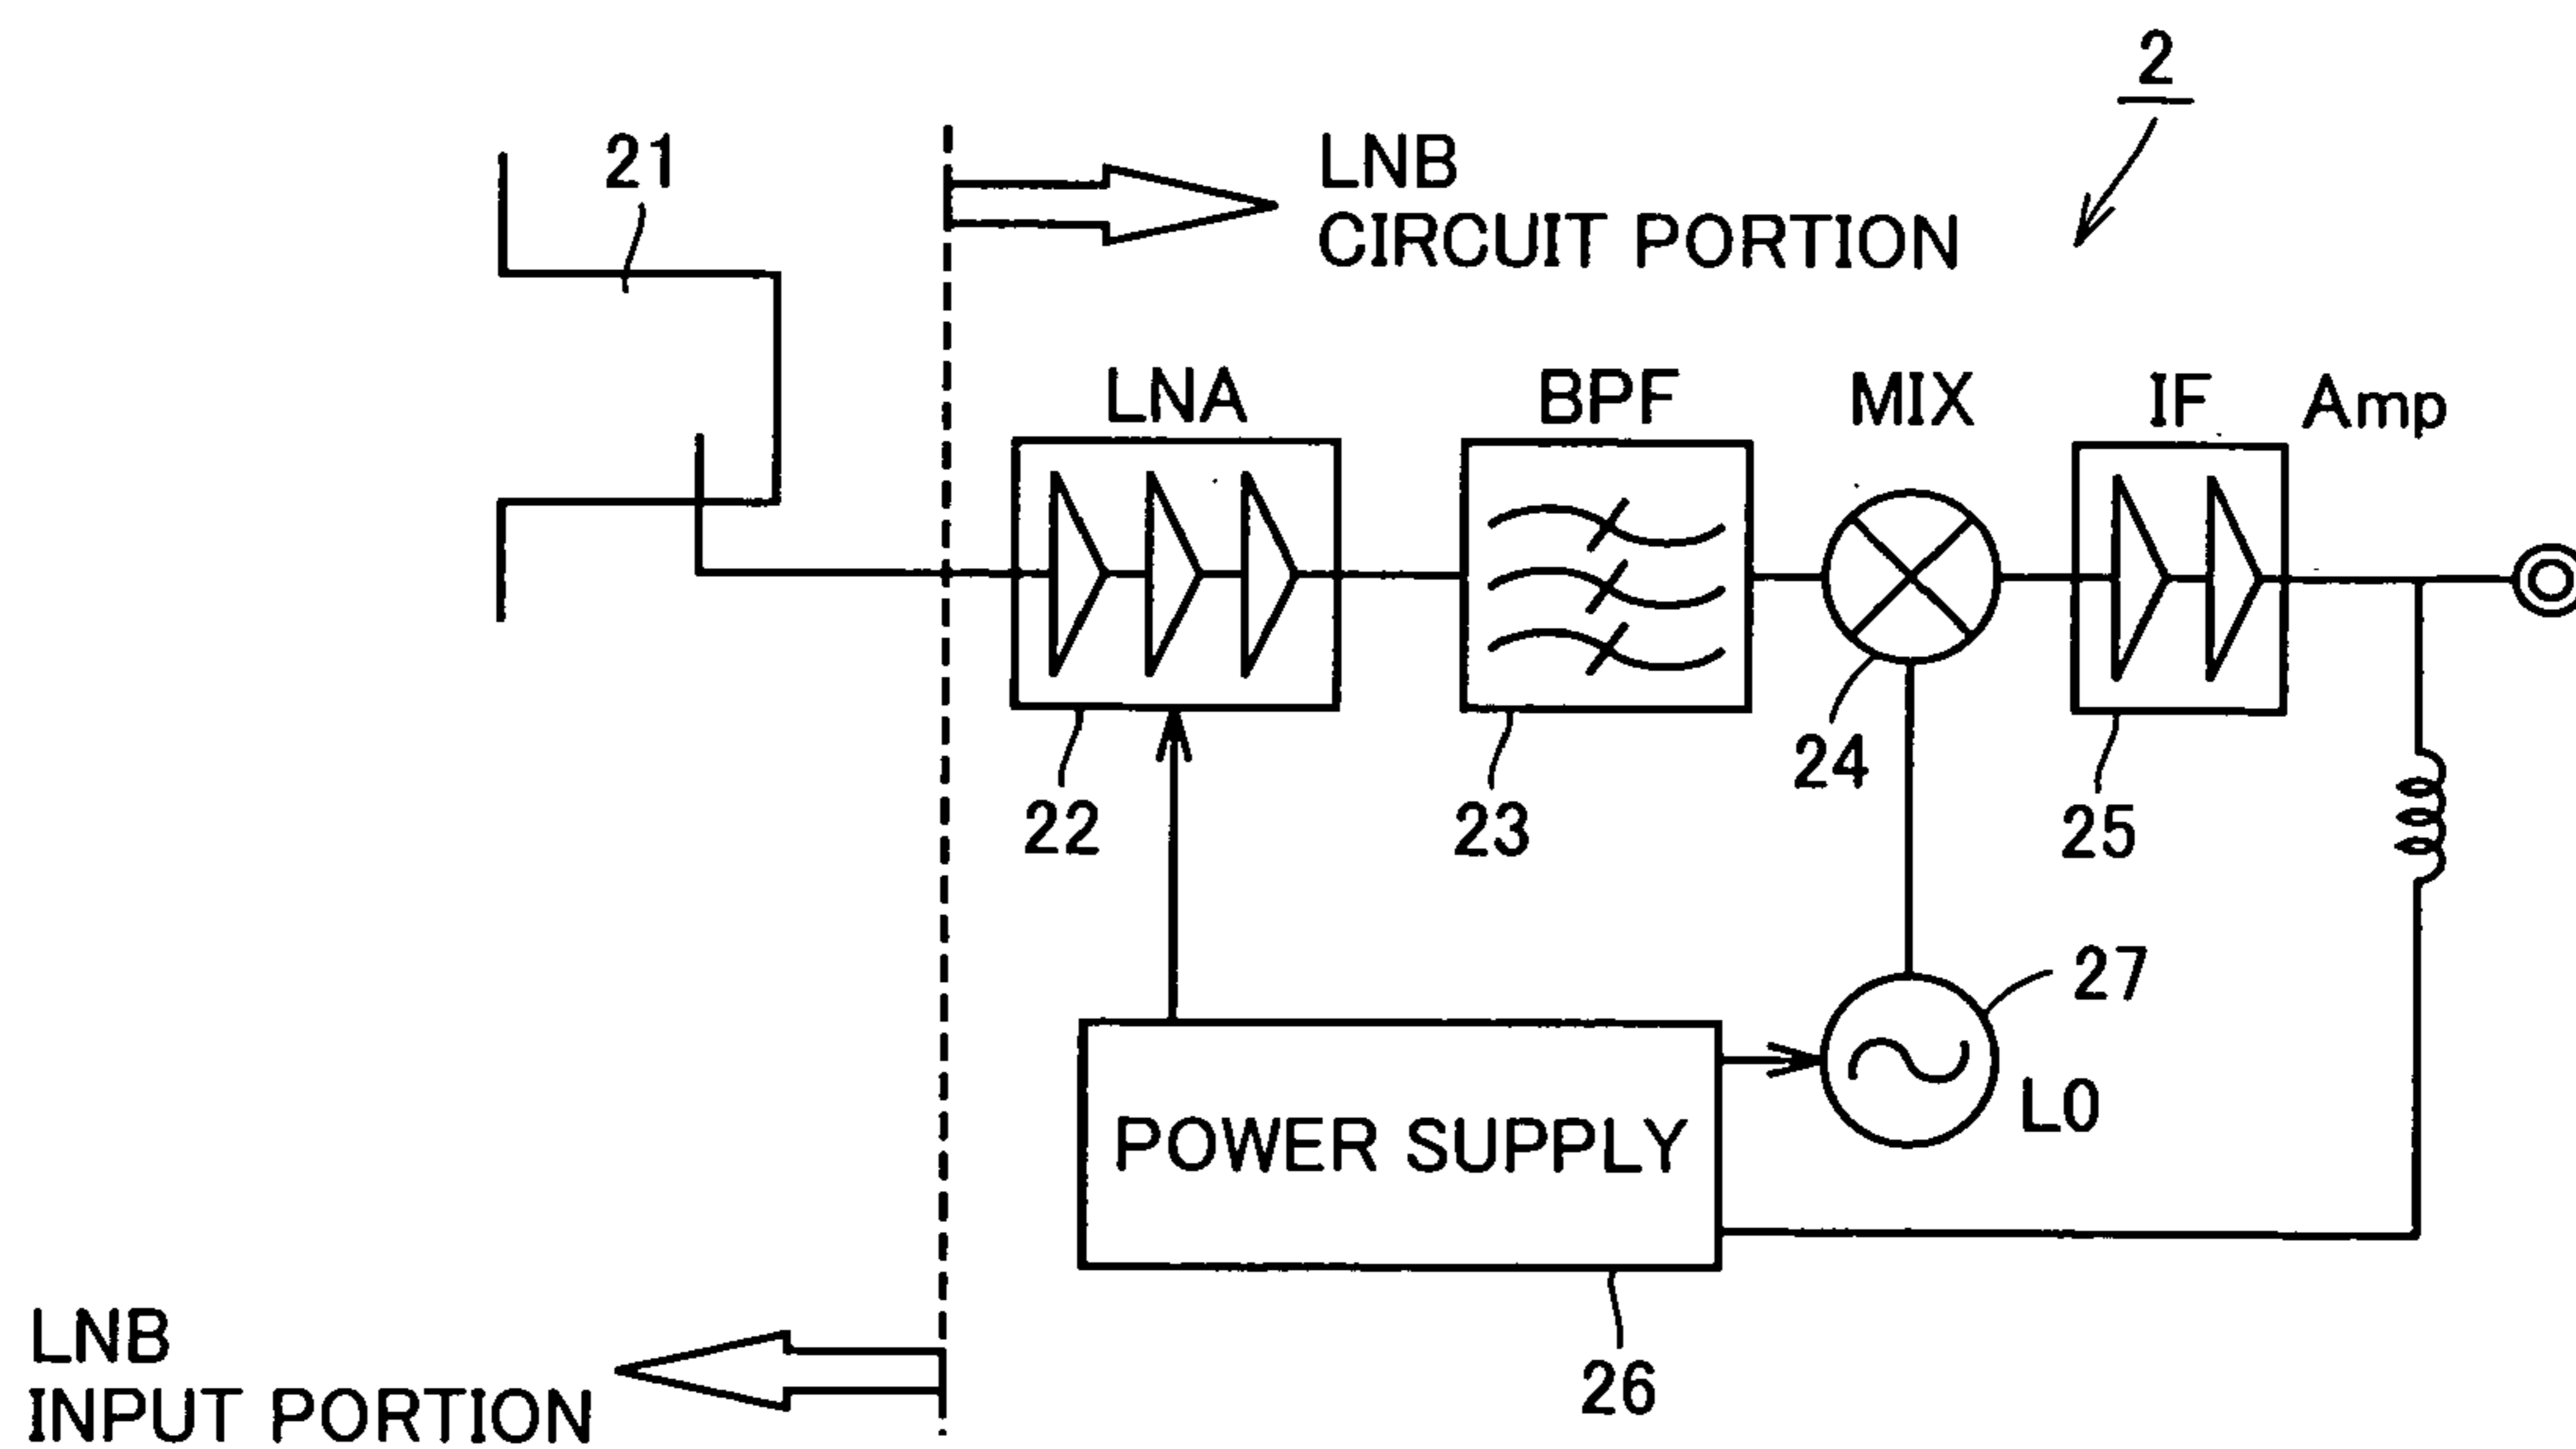 2
21
LNB
CIRCUIT PORTION
LNA
BPF
MIX
IF Amp
22
23
24
25
27
LO
POWER SUPPLY
26
LNB
INPUT PORTION